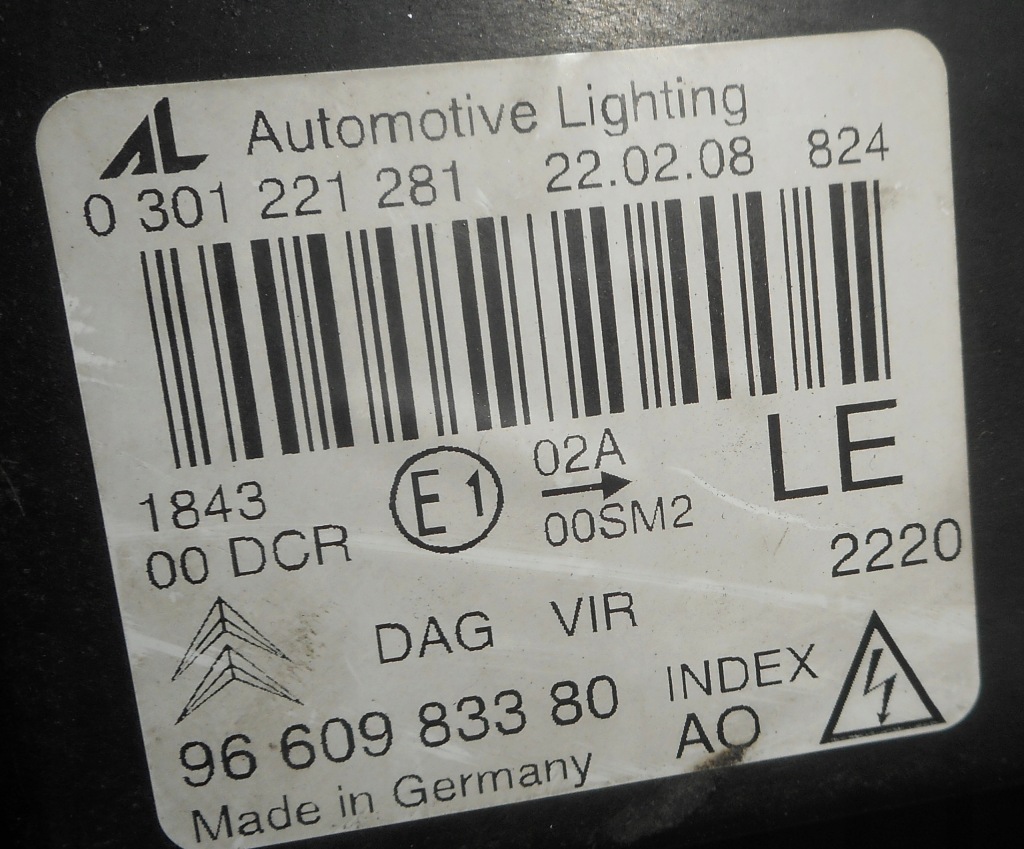 AL Automotive Lighting
0 301 221 281 22.02.08 824
1843
00 DCR
E1
02A
00SM2
LE
2220
DAG VIR
96 609 833 80
INDEX
AO
Made in Germany